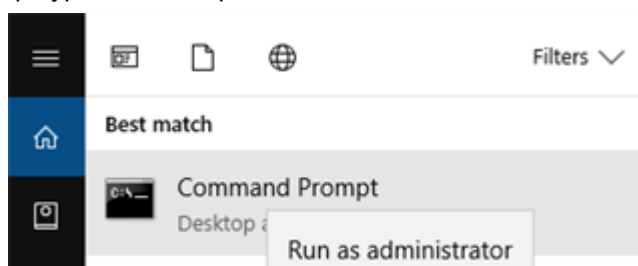 Filters
Best match
Command Prompt
Desktop
Run as administrator